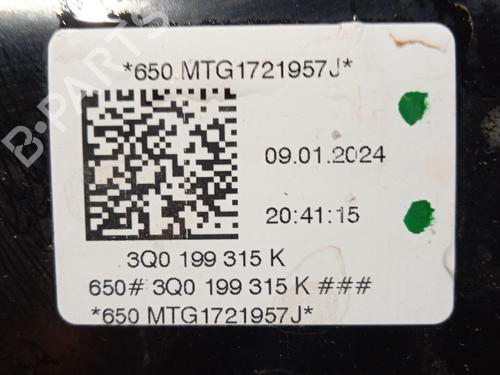 *650 MTG1721957J*
09.01.2024
20:41:15
3Q0 199 315 K
650# 3Q0 199 315 K ###
*650 MTG1721957J*
B-PARTS